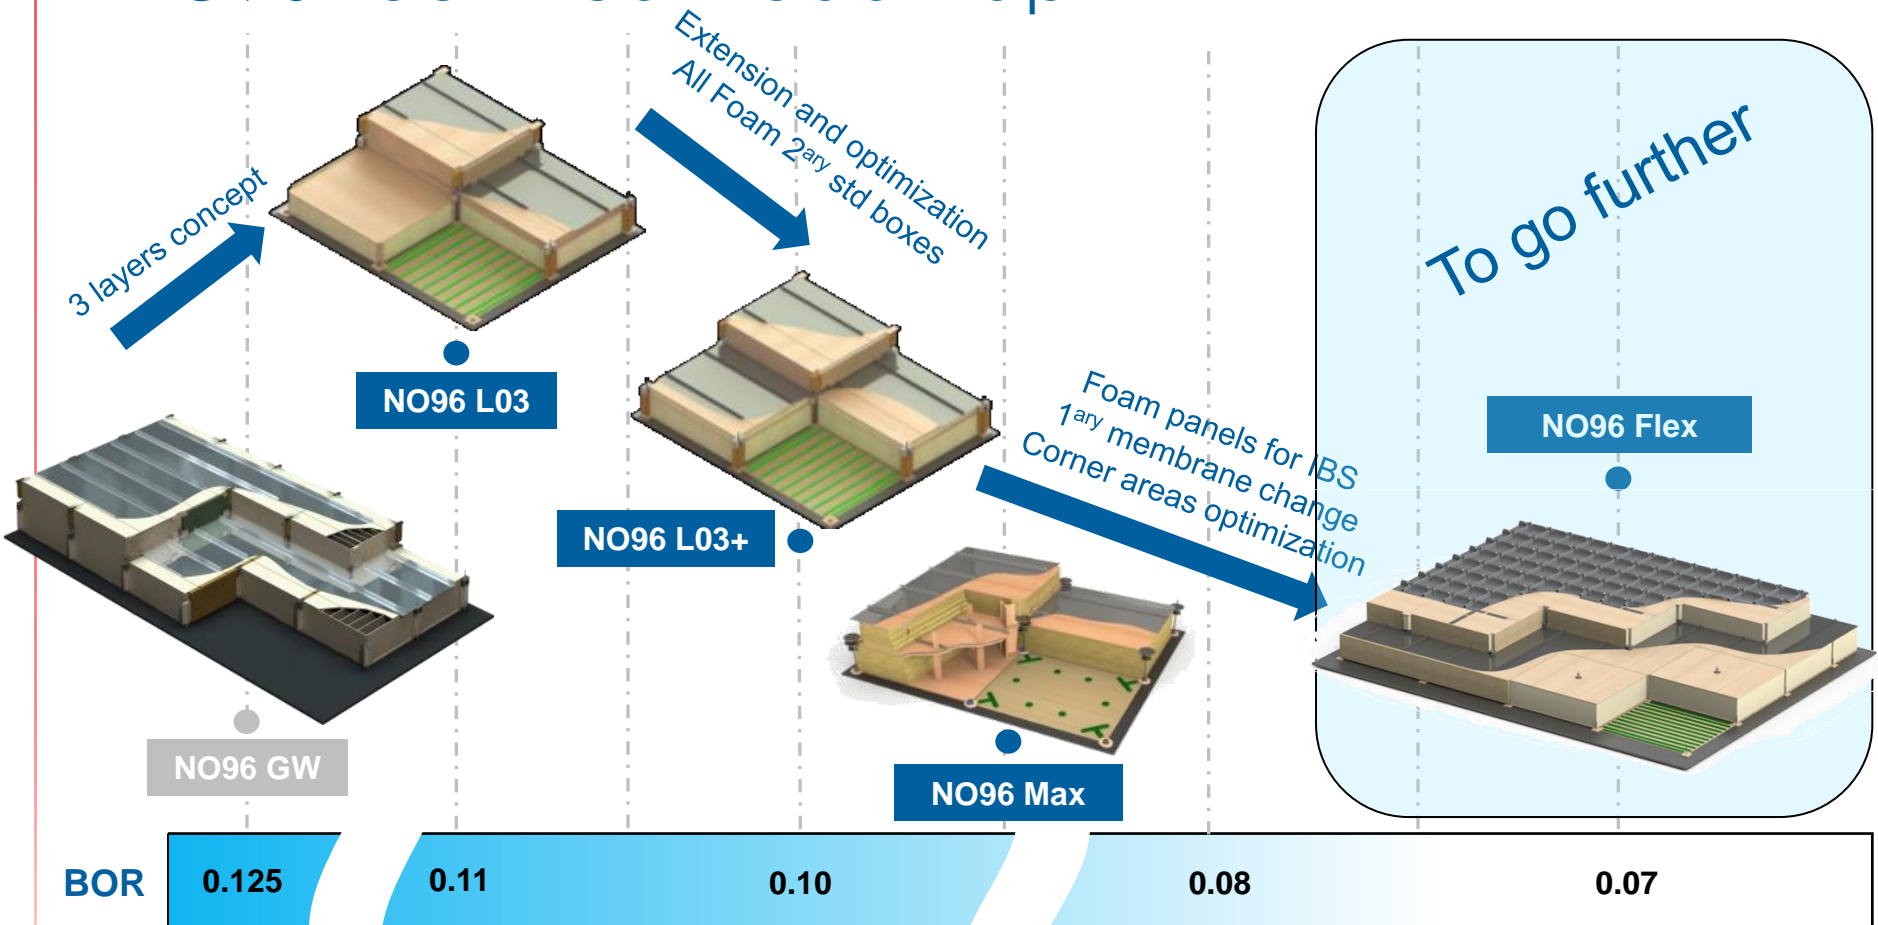 Extension and optimization
All Foam 2ary std boxes
3 layers concept
To go further
NO96 L03
Foam panels for IBS
1ary membrane change
Corner areas optimization
NO96 Flex
NO96 L03+
NO96 GW
NO96 Max
BOR
0.125
0.11
0.10
0.08
0.07